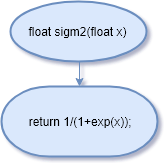 float sigm2(float x)
return 1/(1+exp(x));